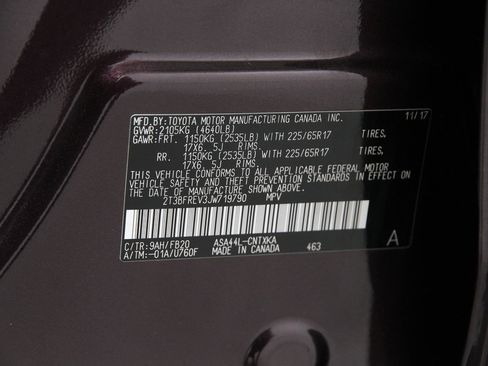 MFD.BY:TOYOTA MOTOR MANUFACTURING CANADA INC. 11/17
GVWR:2105KG (4640LB)
GAWR:FRT. 1150KG (2535LB) WITH 225/65R17 TIRES,
17X6. 5J RIMS.
RR. 1150KG (2535LB) WITH 225/65R17 TIRES,
17X6. 5J RIMS.
THIS VEHICLE CONFORMS TO ALL APPLICABLE FEDERAL MOTOR
VEHICLE SAFETY AND THEFT PREVENTION STANDARDS IN EFFECT
ON THE DATE OF MANUFACTURE SHOWN ABOVE.
2T3BFREV3JW719790 MPV
C/TR:9AH/FB20 ASA44L-CNTXKA A
A/TM:-01A/U760F MADE IN CANADA 463